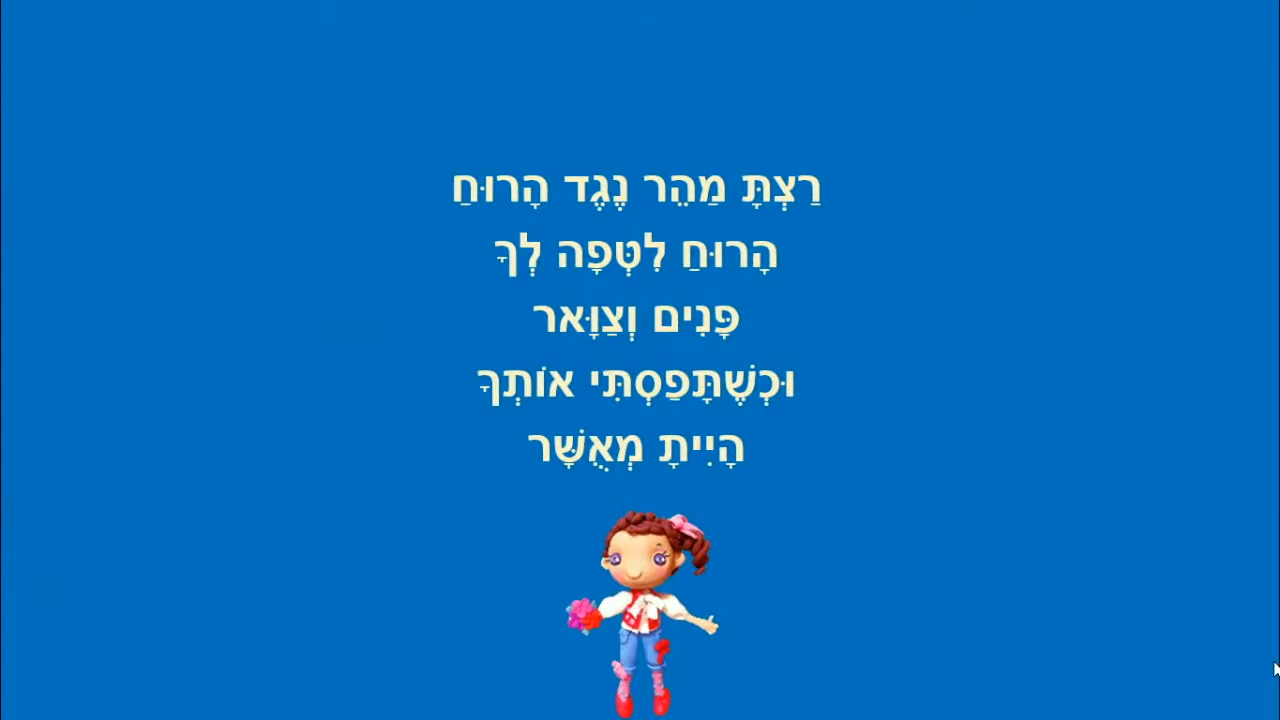 רַצְתָּ מַהֵר נֶגֶד הָרוּחַ
הָרוּחַ לִטְּפָה לְךָ
פָּנִים וְצַוָּאר
וּכְשֶׁתָּפַסְתִּי אוֹתְךָ
הָיִיתָ מְאֻשָּׁר